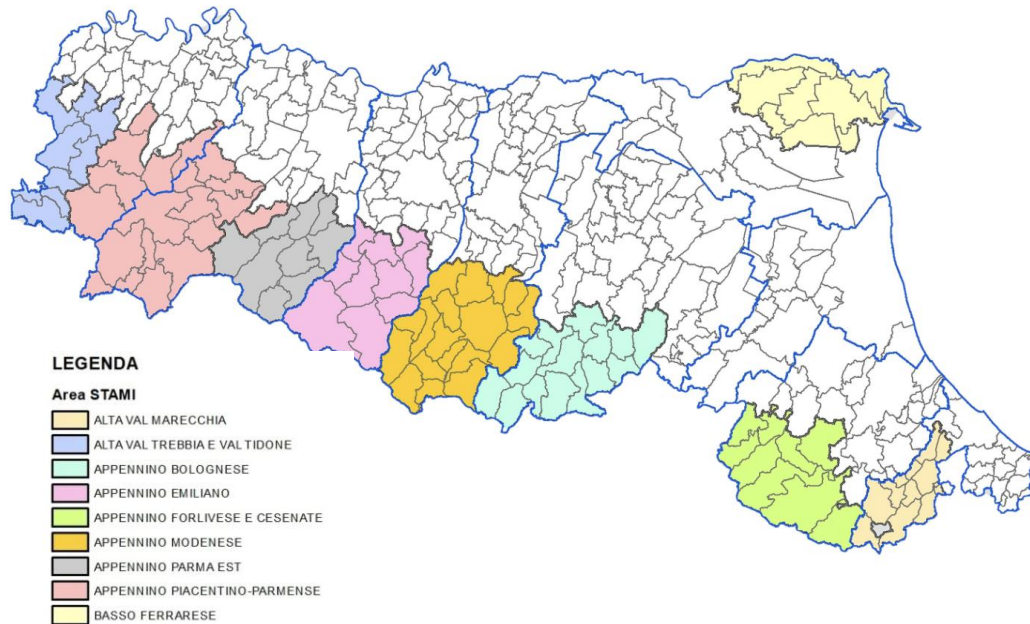 LEGENDA
Area STAMI
ALTA VAL MARECCHIA
ALTA VAL TREBBIA E VAL TIDONE
APPENNINO BOLOGNESE
APPENNINO EMILIANO
APPENNINO FORLIVESE E CESENATE
APPENNINO MODENESE
APPENNINO PARMA EST
APPENNINO PIACENTINO-PARMENSE
BASSO FERRARESE